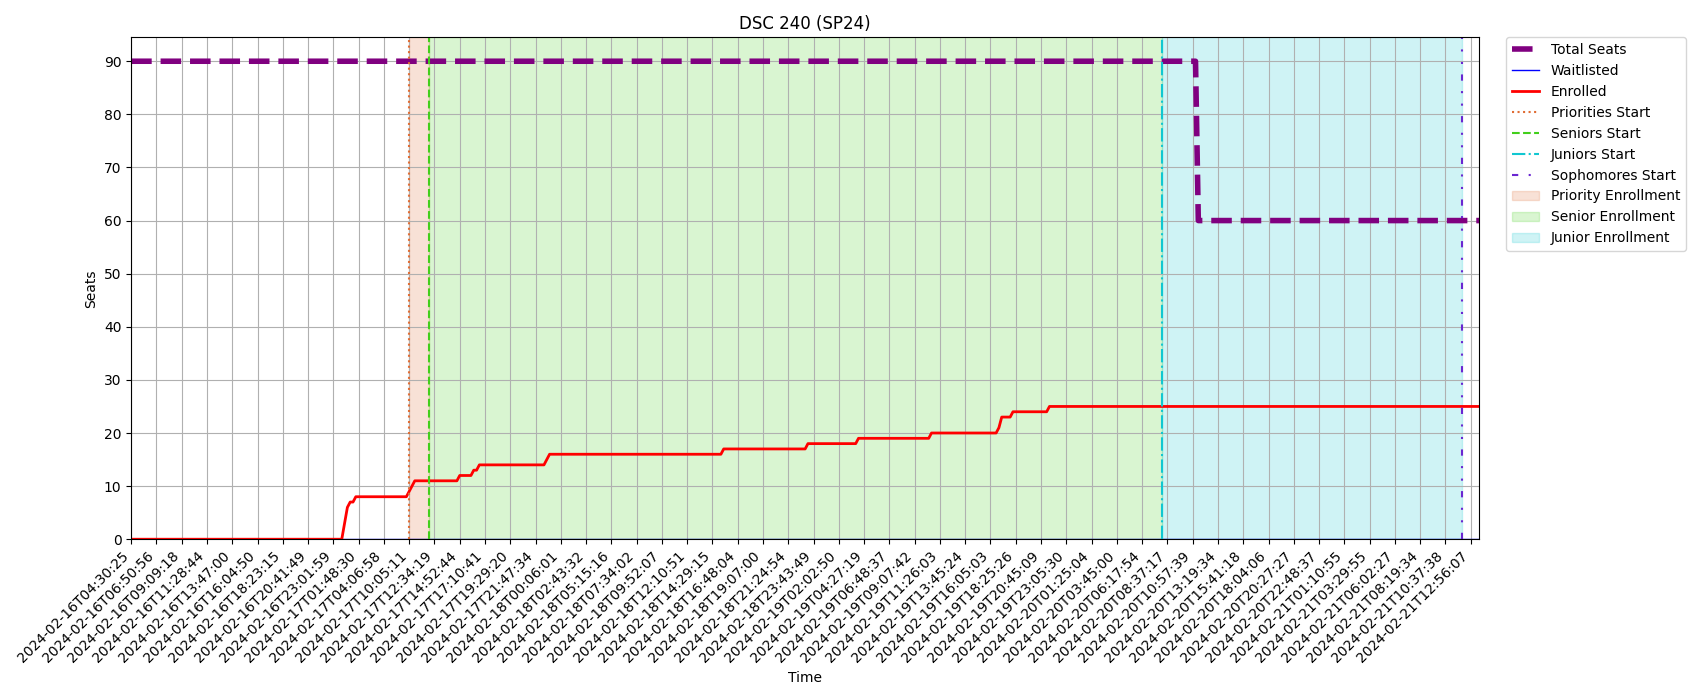 DSC 240 (SP24)
Seats
90
80
70
60
50
40
30
20
10
0
2024-02-16T04:30:25
2024-02-16T06:50:56
2024-02-16T09:09:18
2024-02-16T11:28:44
2024-02-16T13:47:00
2024-02-16T16:04:50
2024-02-16T18:23:15
2024-02-16T20:41:49
2024-02-16T23:01:59
2024-02-17T01:48:30
2024-02-17T04:06:58
2024-02-17T10:05:11
2024-02-17T12:34:19
2024-02-17T14:52:44
2024-02-17T17:10:41
2024-02-17T19:29:20
2024-02-17T21:47:34
2024-02-18T00:06:01
2024-02-18T02:43:32
2024-02-18T05:15:16
2024-02-18T07:34:02
2024-02-18T09:52:07
2024-02-18T12:10:51
2024-02-18T14:29:15
2024-02-18T16:48:04
2024-02-18T19:07:00
2024-02-18T21:24:54
2024-02-18T23:43:49
2024-02-19T02:02:50
2024-02-19T04:27:19
2024-02-19T06:48:37
2024-02-19T09:07:42
2024-02-19T11:26:03
2024-02-19T13:45:24
2024-02-19T16:05:03
2024-02-19T18:25:26
2024-02-19T20:45:09
2024-02-19T23:05:30
2024-02-20T01:25:04
2024-02-20T03:45:00
2024-02-20T06:17:54
2024-02-20T08:37:17
2024-02-20T10:57:39
2024-02-20T13:19:34
2024-02-20T15:41:18
2024-02-20T18:04:06
2024-02-20T20:27:27
2024-02-20T22:48:37
2024-02-21T01:10:55
2024-02-21T03:29:55
2024-02-21T06:02:27
2024-02-21T08:19:34
2024-02-21T10:37:38
2024-02-21T12:56:07
Time
Total Seats
Waitlisted
Enrolled
Priorities Start
Seniors Start
Juniors Start
Sophomores Start
Priority Enrollment
Senior Enrollment
Junior Enrollment